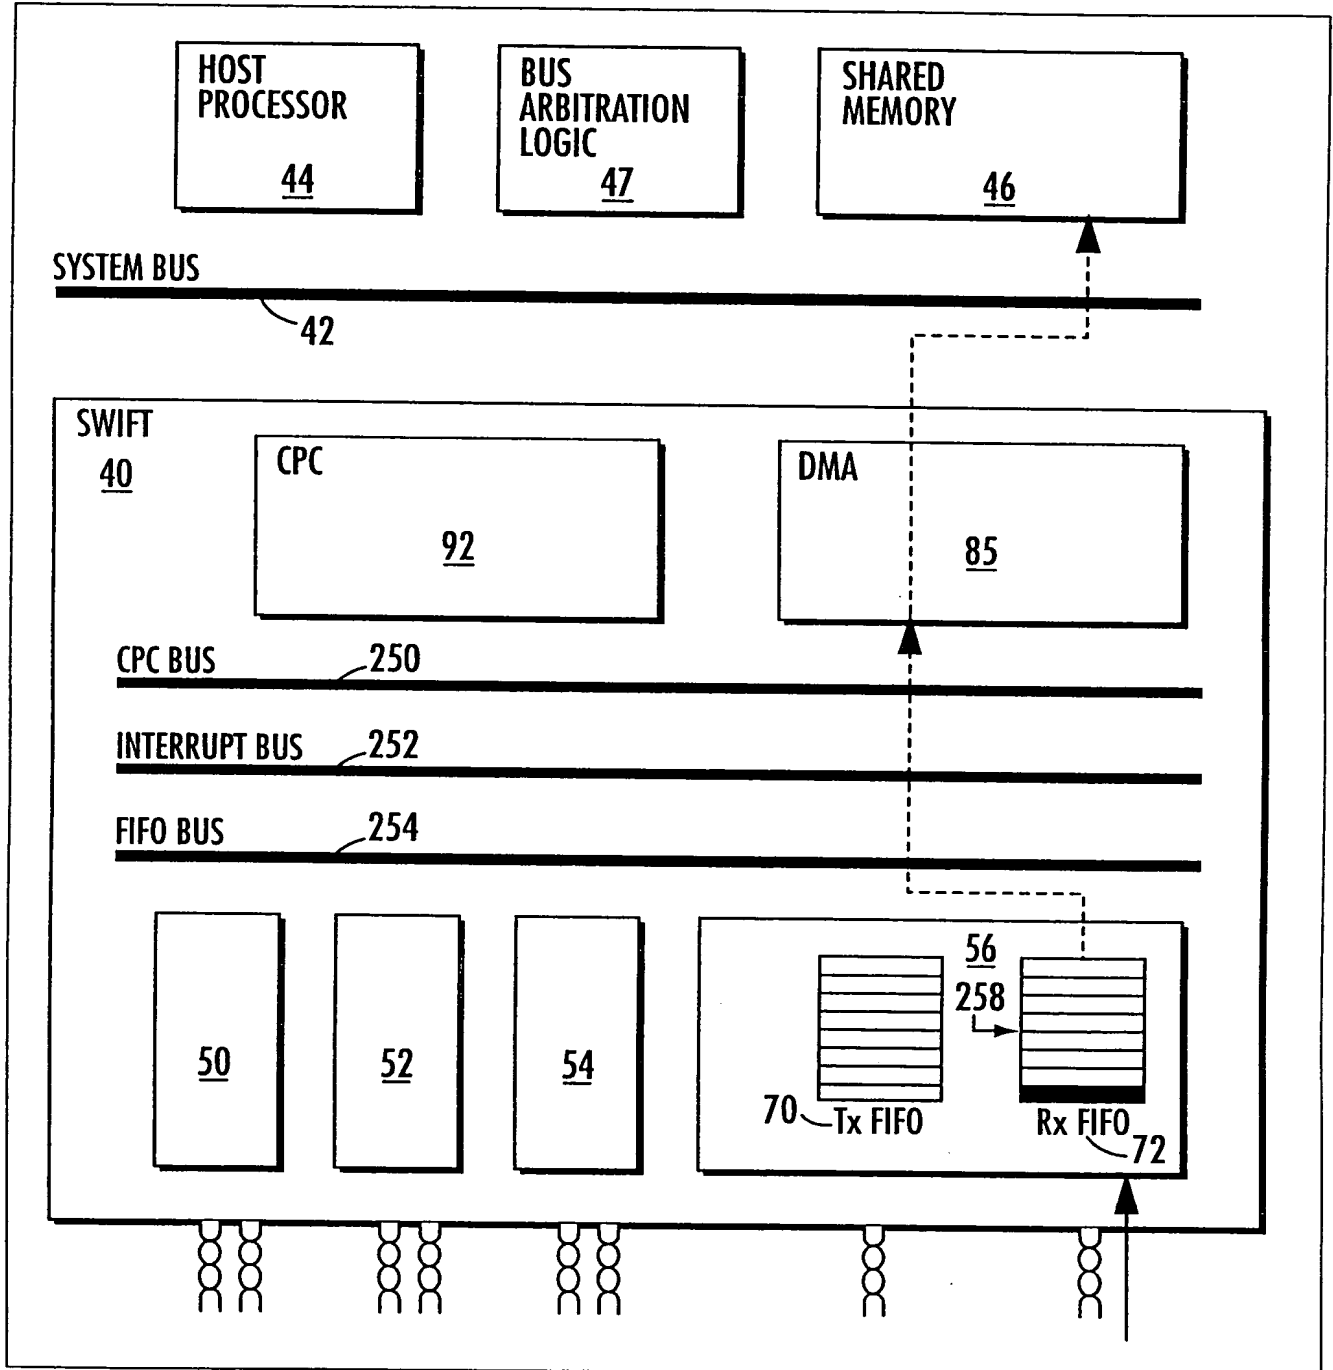 HOST
PROCESSOR
44
BUS
ARBITRATION
LOGIC
47
SHARED
MEMORY
46
SYSTEM BUS
42
SWIFT
40
CPC
92
DMA
85
CPC BUS
250
INTERRUPT BUS
252
FIFO BUS
254
50
52
54
56
258
70
Tx FIFO
Rx FIFO
72